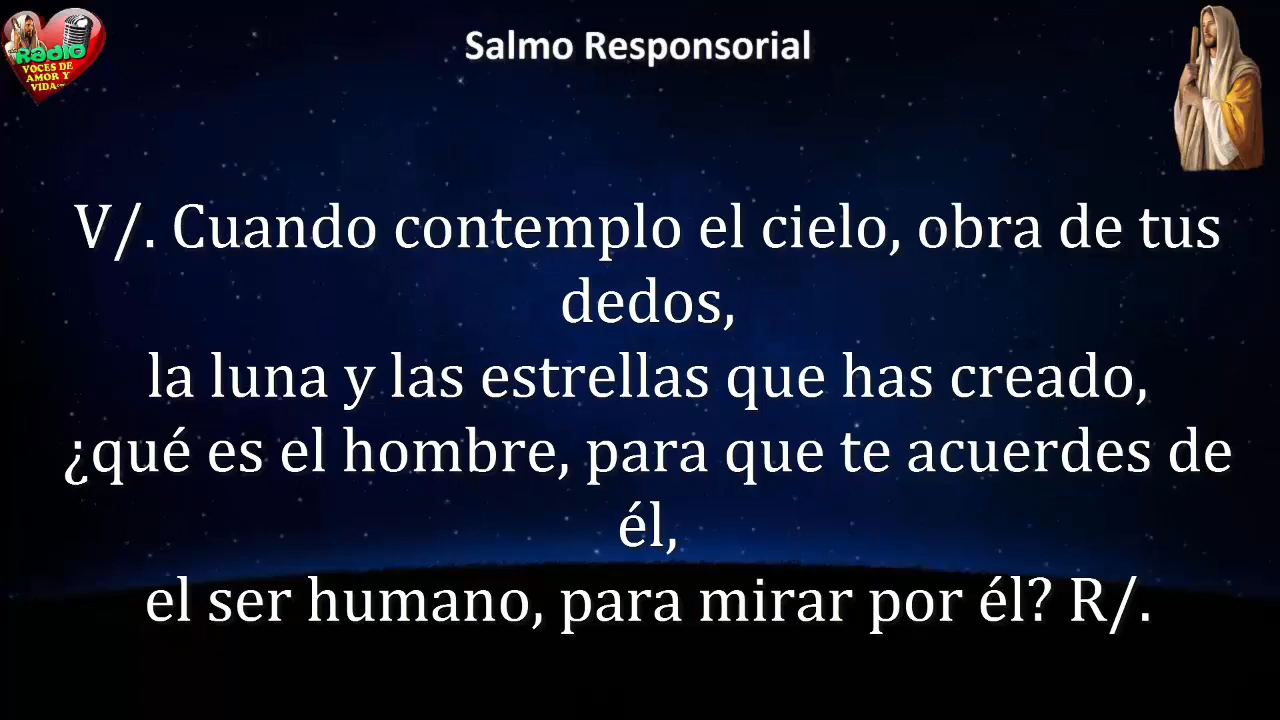 Salmo Responsorial
Radio
VOCES DE
AMOR Y
VIDA
V/. Cuando contemplo el cielo, obra de tus
dedos,
la luna y las estrellas que has creado,
¿qué es el hombre, para que te acuerdes de
él,
el ser humano, para mirar por él? R/.